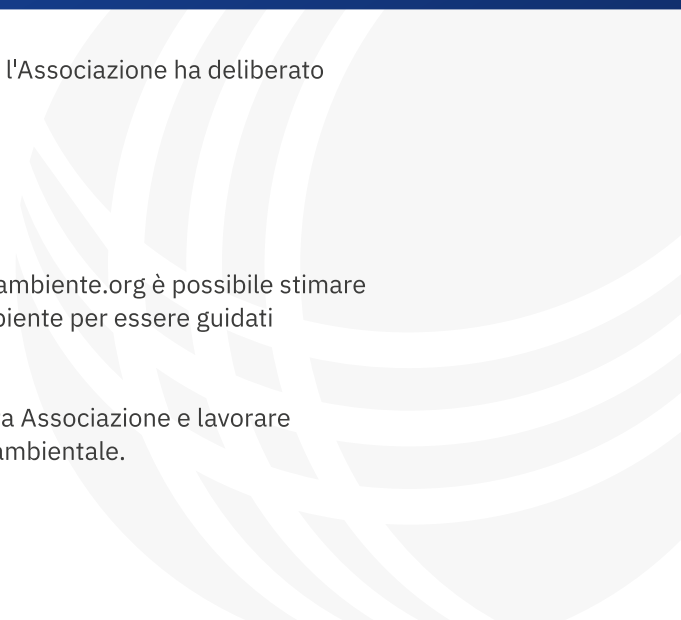 l'Associazione ha deliberato
ambiente.org è possibile stimare
biente per essere guidati
a Associazione e lavorare
ambientale.